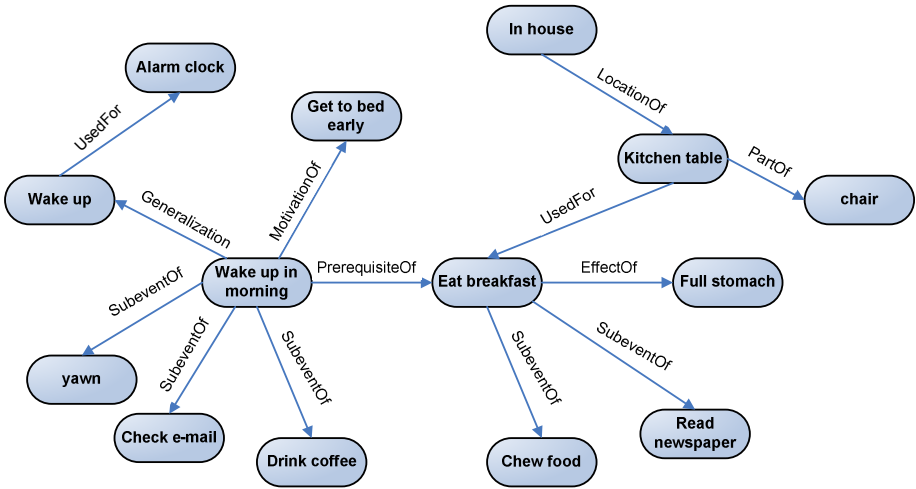 In house
Alarm clock
LocationOf
Get to bed
early
UsedFor
Kitchen table
PartOf
MotivationOf
Wake up
chair
Generalization
UsedFor
Wake up in
morning
PrerequisiteOf
Eat breakfast
EffectOf
Full stomach
SubeventOf
SubeventOf
SubeventOf
SubeventOf
SubeventOf
yawn
Check e-mail
Drink coffee
Chew food
Read
newspaper